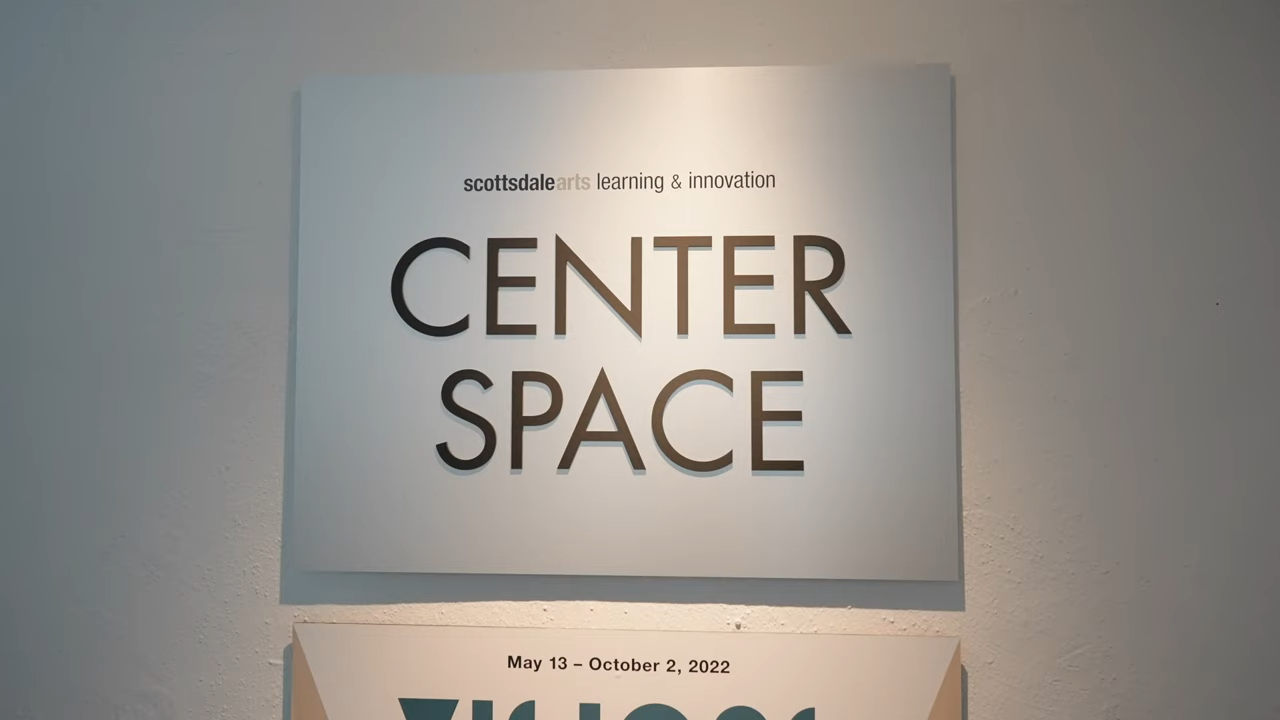 scottsdalearts learning & innovation
CENTER
SPACE
May 13 – October 2, 2022